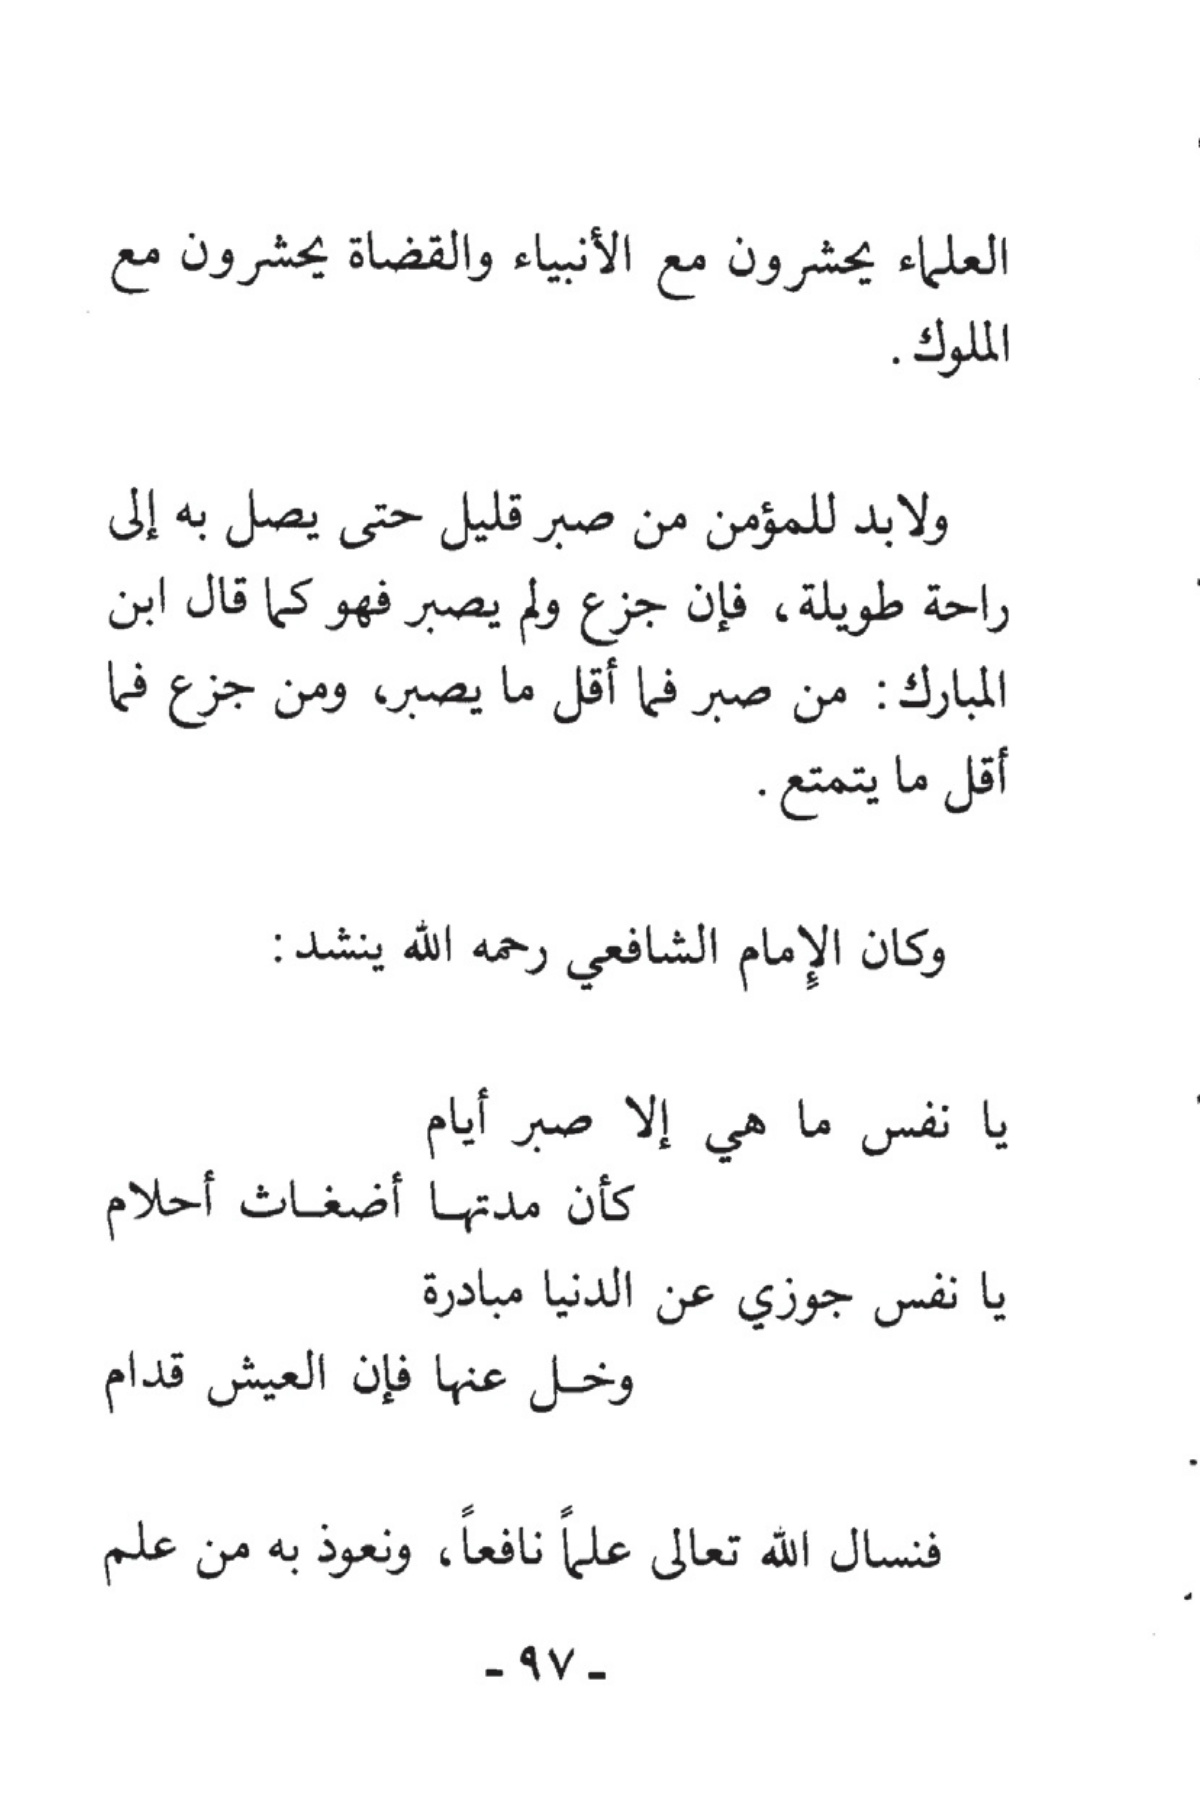 العلماء يحشرون مع الأنبياء والقضاة يحشرون مع
الملوك .
ولابد للمؤمن من صبر قليل حتى يصل به إلى
راحة طويلة، فإن جزع ولم يصبر فهو كما قال ابن
المبارك: من صبر فما أقل ما يصبر، ومن جزع فما
أقل ما يتمتع .
وكان الإِمام الشافعي رحمه الله ينشد:
يا نفس ما هي إلا صبر أيام
كأن مدتهـا أضغـاث أحلام
يا نفس جوزي عن الدنيا مبادرة
وخـل عنها فإن العيش قدام
فنسال الله تعالى علماً نافعاً، ونعوذ به من علم
- ٩٧ -